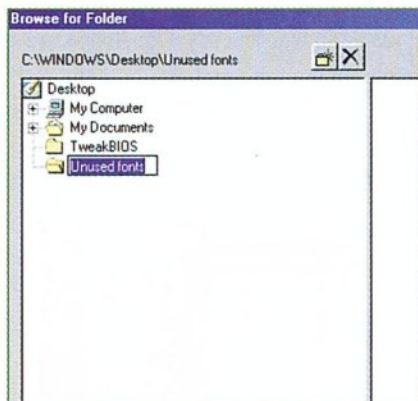 Browse for Folder
C:\WINDOWS\Desktop\Unused fonts
Desktop
My Computer
My Documents
TweakBIOS
Unused fonts